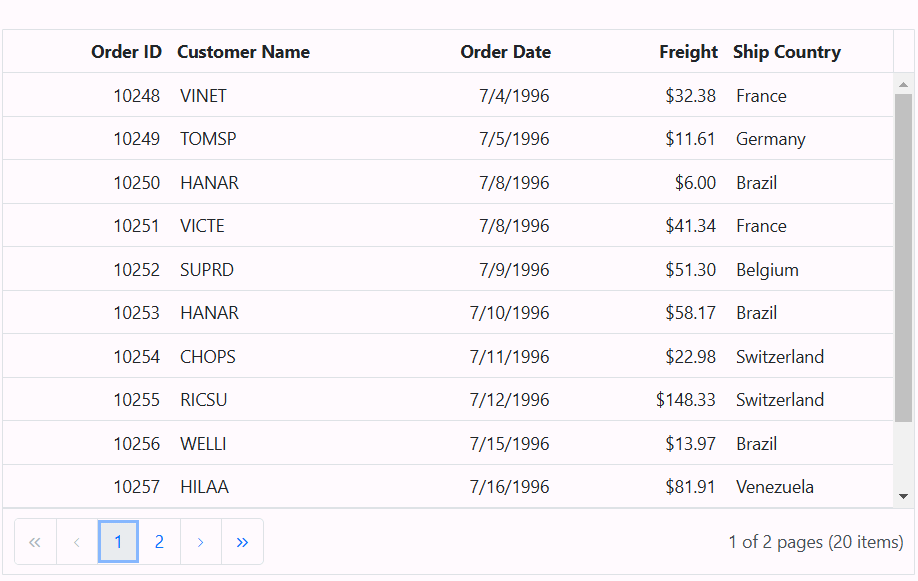 Order ID Customer Name Order Date Freight Ship Country
10248 VINET 7/4/1996 $32.38 France
10249 TOMSP 7/5/1996 $11.61 Germany
10250 HANAR 7/8/1996 $6.00 Brazil
10251 VICTE 7/8/1996 $41.34 France
10252 SUPRD 7/9/1996 $51.30 Belgium
10253 HANAR 7/10/1996 $58.17 Brazil
10254 CHOPS 7/11/1996 $22.98 Switzerland
10255 RICSU 7/12/1996 $148.33 Switzerland
10256 WELLI 7/15/1996 $13.97 Brazil
10257 HILAA 7/16/1996 $81.91 Venezuela
« ‹ 1 2 › » 1 of 2 pages (20 items)